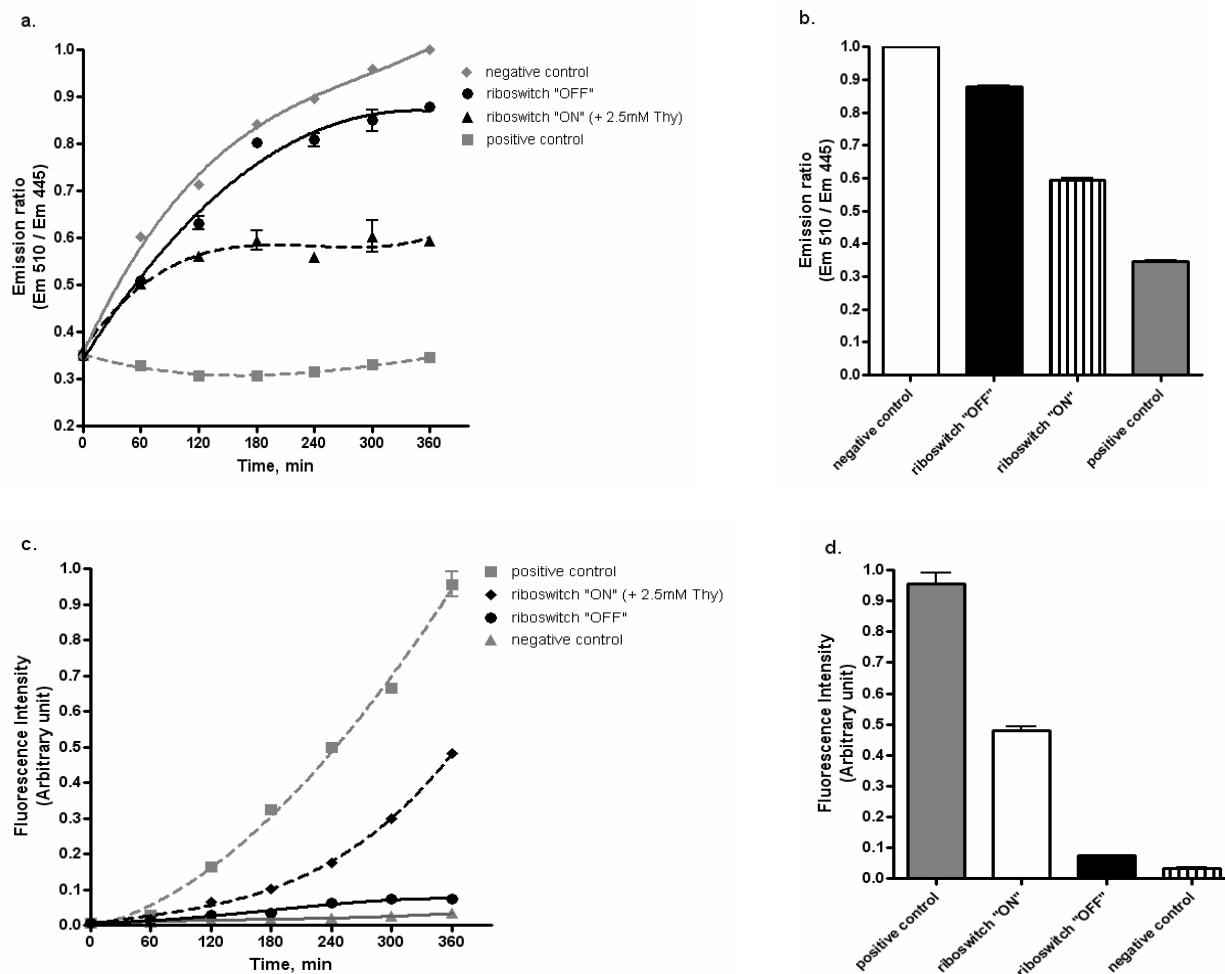 a.
Emission ratio
(Em 510 / Em 445)
1.0
0.9
0.8
0.7
0.6
0.5
0.4
0.3
0.2
0 60 120 180 240 300 360
Time, min
negative control
riboswitch "OFF"
riboswitch "ON" (+ 2.5mM Thy)
positive control
b.
Emission ratio
(Em 510 / Em 445)
1.0
0.9
0.8
0.7
0.6
0.5
0.4
0.3
0.2
0.1
0.0
negative control
riboswitch "OFF"
riboswitch "ON"
positive control
c.
Fluorescence Intensity
(Arbitrary unit)
1.0
0.9
0.8
0.7
0.6
0.5
0.4
0.3
0.2
0.1
0.0
0 60 120 180 240 300 360
Time, min
positive control
riboswitch "ON" (+ 2.5mM Thy)
riboswitch "OFF"
negative control
d.
Fluorescence Intensity
(Arbitrary unit)
1.0
0.9
0.8
0.7
0.6
0.5
0.4
0.3
0.2
0.1
0.0
positive control
riboswitch "ON"
riboswitch "OFF"
negative control